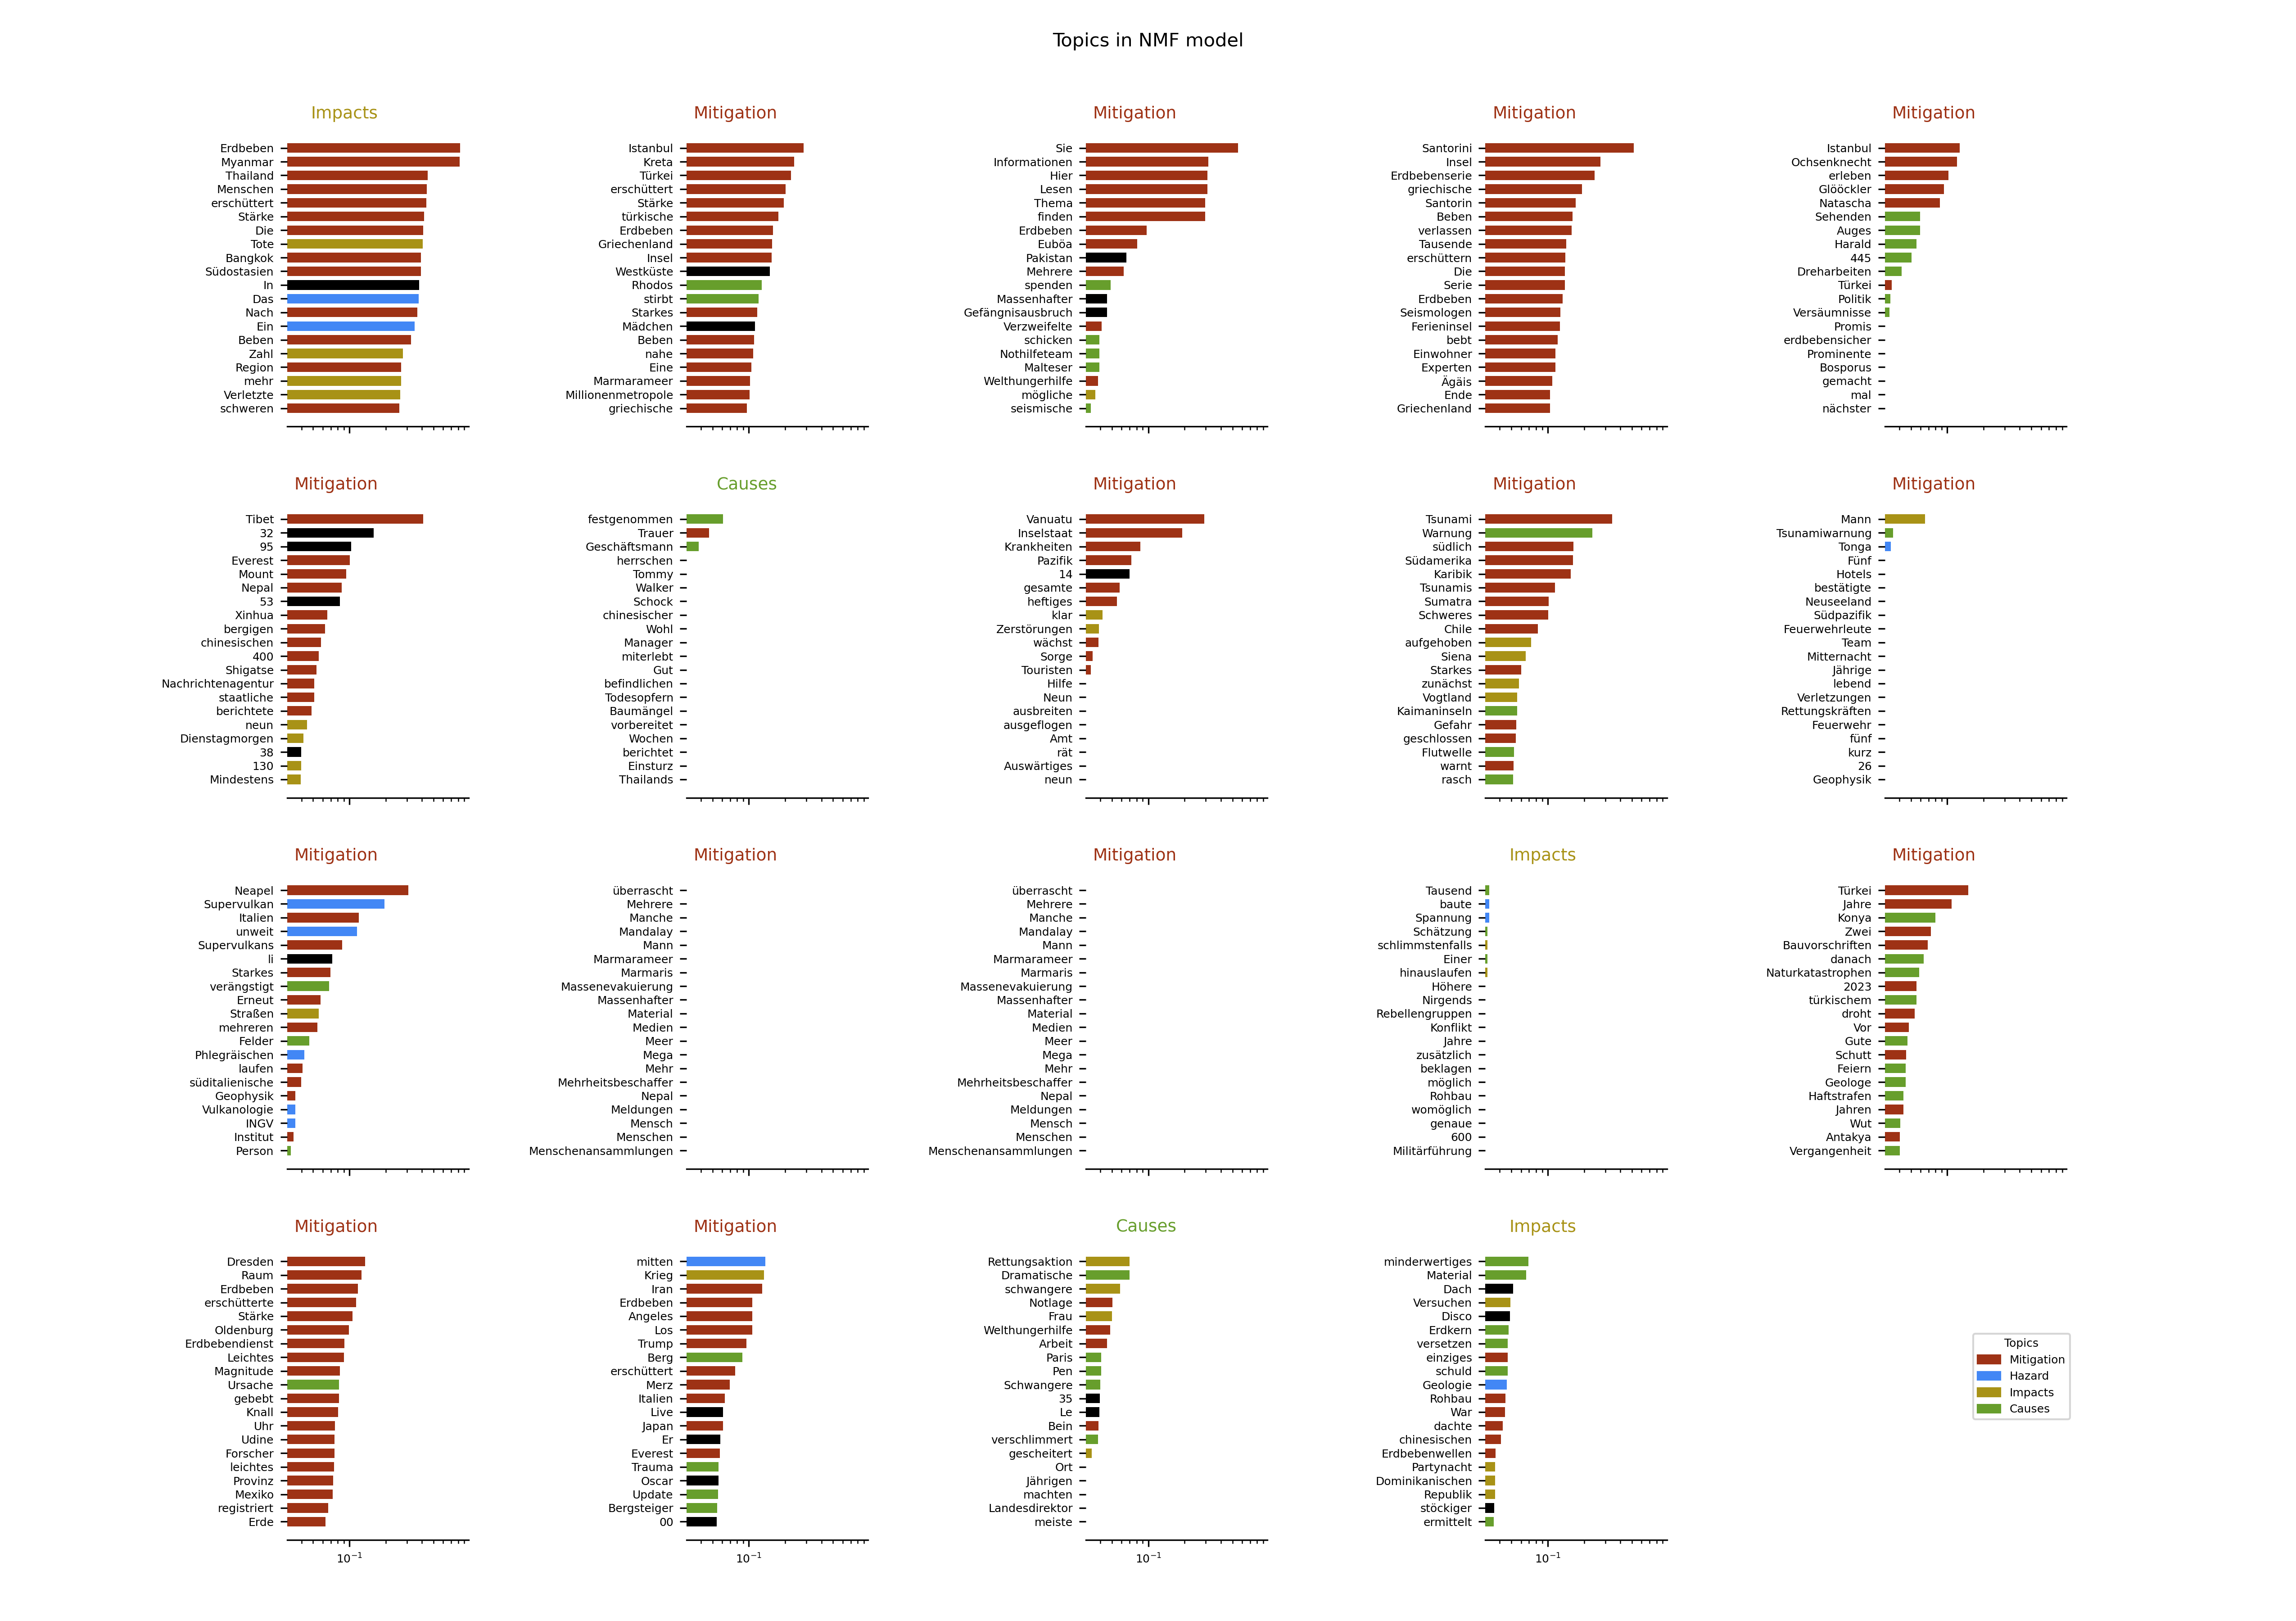 Topics in NMF model
Impacts
Erdbeben
Myanmar
Thailand
Menschen
erschüttert
Stärke
Die
Tote
Bangkok
Südostasien
In
Das
Nach
Ein
Beben
Zahl
Region
mehr
Verletzte
schweren
Mitigation
Istanbul
Kreta
Türkei
erschüttert
Stärke
türkische
Erdbeben
Griechenland
Insel
Westküste
Rhodos
stirbt
Starkes
Mädchen
Beben
nahe
Eine
Marmarameer
Millionenmetropole
griechische
Mitigation
Sie
Informationen
Hier
Lesen
Thema
finden
Erdbeben
Euböa
Pakistan
Mehrere
spenden
Massenhafter
Gefängnisausbruch
Verzweifelte
schicken
Nothilfeteam
Malteser
Welthungerhilfe
mögliche
seismische
Mitigation
Santorini
Insel
Erdbebenserie
griechische
Santorin
Beben
verlassen
Tausende
erschüttern
Die
Serie
Erdbeben
Seismologen
Ferieninsel
bebt
Einwohner
Experten
Ägäis
Ende
Griechenland
Mitigation
Istanbul
Ochsenknecht
erleben
Glööckler
Natascha
Sehenden
Auges
Harald
445
Dreharbeiten
Türkei
Politik
Versäumnisse
Promis
erdbebensicher
Prominente
Bosporus
gemacht
mal
nächster
Mitigation
Tibet
32
95
Everest
Mount
Nepal
53
Xinhua
bergigen
chinesischen
400
Shigatse
Nachrichtenagentur
staatliche
berichtete
neun
Dienstagmorgen
38
130
Mindestens
Causes
festgenommen
Trauer
Geschäftsmann
herrschen
Tommy
Walker
Schock
chinesischer
Wohl
Manager
miterlebt
Gut
befindlichen
Todesopfern
Baumängel
vorbereitet
Wochen
berichtet
Einsturz
Thailands
Mitigation
Vanuatu
Inselstaat
Krankheiten
Pazifik
14
gesamte
heftiges
klar
Zerstörungen
wächst
Sorge
Touristen
Hilfe
Neun
ausbreiten
ausgeflogen
Amt
rät
Auswärtiges
neun
Mitigation
Tsunami
Warnung
südlich
Südamerika
Karibik
Tsunamis
Sumatra
Schweres
Chile
aufgehoben
Siena
Starkes
zunächst
Vogtland
Kaimaninseln
Gefahr
geschlossen
Flutwelle
warnt
rasch
Mitigation
Mann
Tsunamiwarnung
Tonga
Fünf
Hotels
bestätigte
Neuseeland
Südpazifik
Feuerwehrleute
Team
Mitternacht
Jährige
lebend
Verletzungen
Rettungskräften
Feuerwehr
fünf
kurz
26
Geophysik
Mitigation
Neapel
Supervulkan
Italien
unweit
Supervulkans
li
Starkes
verängstigt
Erneut
Straßen
mehreren
Felder
Phlegräischen
laufen
süditalienische
Geophysik
Vulkanologie
INGV
Institut
Person
Mitigation
überrascht
Mehrere
Manche
Mandalay
Mann
Marmarameer
Marmaris
Massenevakuierung
Massenhafter
Material
Medien
Meer
Mega
Mehr
Mehrheitsbeschaffer
Nepal
Meldungen
Mensch
Menschen
Menschenansammlungen
Mitigation
überrascht
Mehrere
Manche
Mandalay
Mann
Marmarameer
Marmaris
Massenevakuierung
Massenhafter
Material
Medien
Meer
Mega
Mehr
Mehrheitsbeschaffer
Nepal
Meldungen
Mensch
Menschen
Menschenansammlungen
Impacts
Tausend
baute
Spannung
Schätzung
schlimmstenfalls
Einer
hinauslaufen
Höhere
Nirgends
Rebellengruppen
Konflikt
Jahre
zusätzlich
beklagen
möglich
Rohbau
womöglich
genaue
600
Militärführung
Mitigation
Türkei
Jahre
Konya
Zwei
Bauvorschriften
danach
Naturkatastrophen
2023
türkischem
droht
Vor
Gute
Schutt
Feiern
Geologe
Haftstrafen
Jahren
Wut
Antakya
Vergangenheit
Mitigation
Dresden
Raum
Erdbeben
erschütterte
Stärke
Oldenburg
Erdbebendienst
Leichtes
Magnitude
Ursache
gebebt
Knall
Uhr
Udine
Forscher
leichtes
Provinz
Mexiko
registriert
Erde
10⁻¹
Mitigation
mitten
Krieg
Iran
Erdbeben
Angeles
Los
Trump
Berg
erschüttert
Merz
Italien
Live
Japan
Er
Everest
Trauma
Oscar
Update
Bergsteiger
00
10⁻¹
Causes
Rettungsaktion
Dramatische
schwangere
Notlage
Frau
Welthungerhilfe
Arbeit
Paris
Pen
Schwangere
35
Le
Bein
verschlimmert
gescheitert
Ort
Jährigen
machten
Landesdirektor
meiste
10⁻¹
Impacts
minderwertiges
Material
Dach
Versuchen
Disco
Erdkern
versetzen
einziges
schuld
Geologie
Rohbau
War
dachte
chinesischen
Erdbebenwellen
Partynacht
Dominikanischen
Republik
stöckiger
ermittelt
10⁻¹
Topics
Mitigation
Hazard
Impacts
Causes